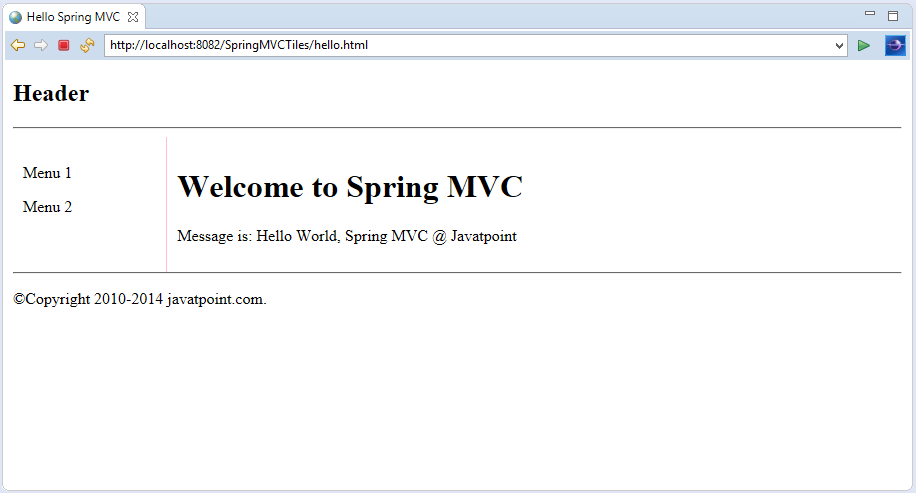 Hello Spring MVC
http://localhost:8082/SpringMVCTiles/hello.html
Header
Menu 1
Menu 2
Welcome to Spring MVC
Message is: Hello World, Spring MVC @ Javatpoint
©Copyright 2010-2014 javatpoint.com.